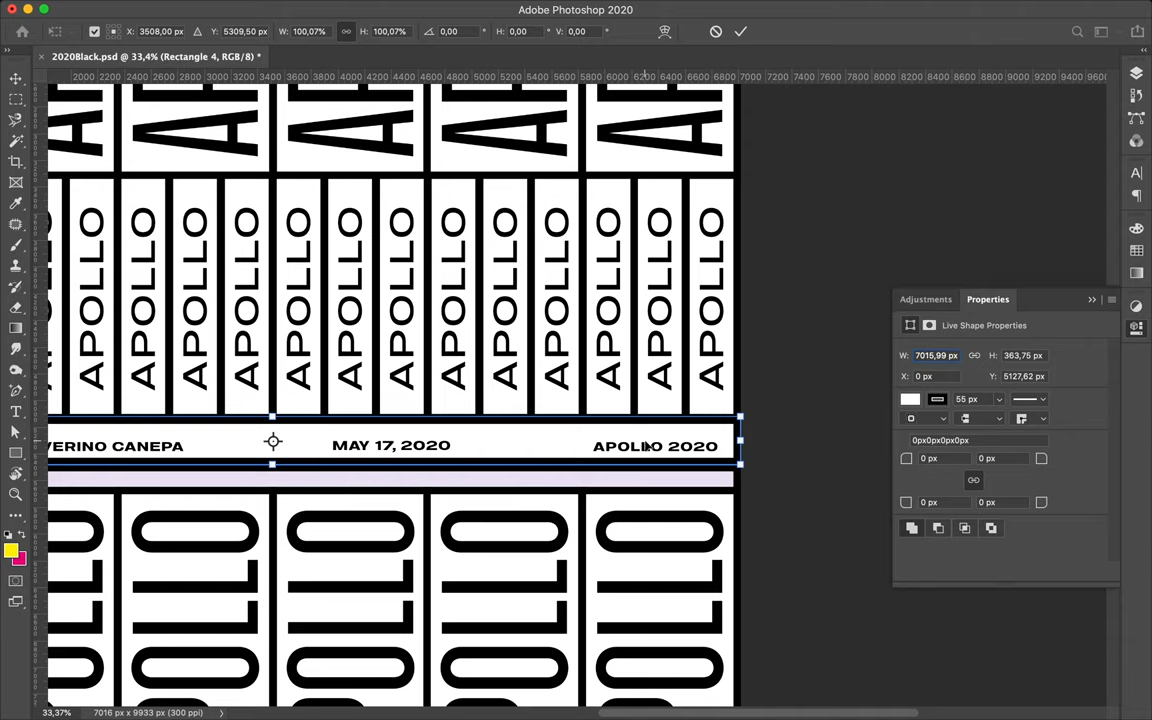 Adobe Photoshop 2020
X: 3508,00 px Y: 5309,50 px W: 100,07% H: 100,07% 0,00 ° H: 0,00 ° V: 0,00 °
× 2020Black.psd @ 33,4% (Rectangle 4, RGB/8) *
2000 2200 2400 2600 2800 3000 3200 3400 3600 3800 4000 4200 4400 4600 4800 5000 5200 5400 5600 5800 6000 6200 6400 6600 6800 7000 7200 7400 7600 7800 8000 8200 8400 8600 8800 9000 9200 9400 9600
APOLLO APOLLO APOLLO APOLLO APOLLO APOLLO APOLLO APOLLO APOLLO APOLLO APOLLO APOLLO APOLLO
VERINO CANEPA MAY 17, 2020 APOLLO 2020
Adjustments Properties
Live Shape Properties
W: 7015,99 px H: 363,75 px
X: 0 px Y: 5127,62 px
55 px
0px0px0px0px
0 px 0 px
0 px 0 px
33,37% 7016 px x 9933 px (300 ppi)